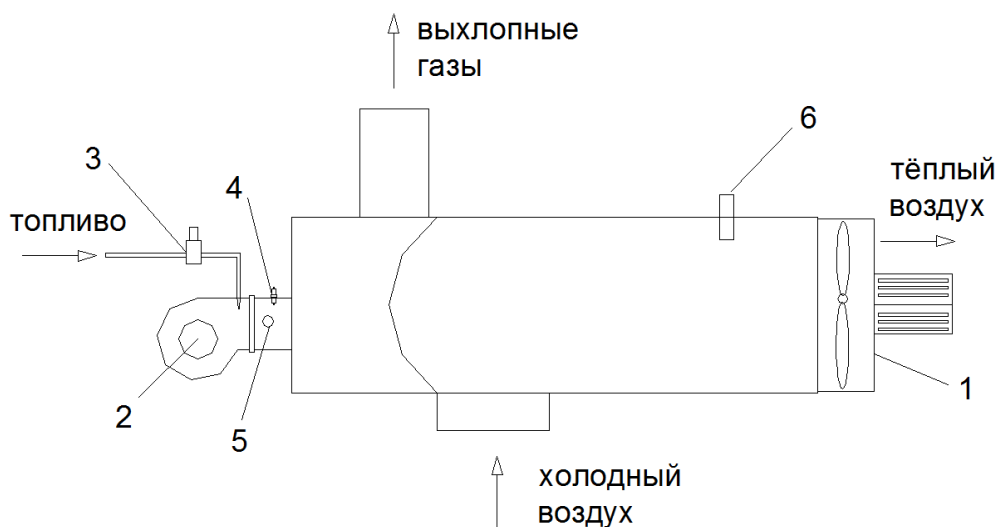 выхлопные
газы
6
3
4
тёплый
воздух
топливо
1
2
5
холодный
воздух